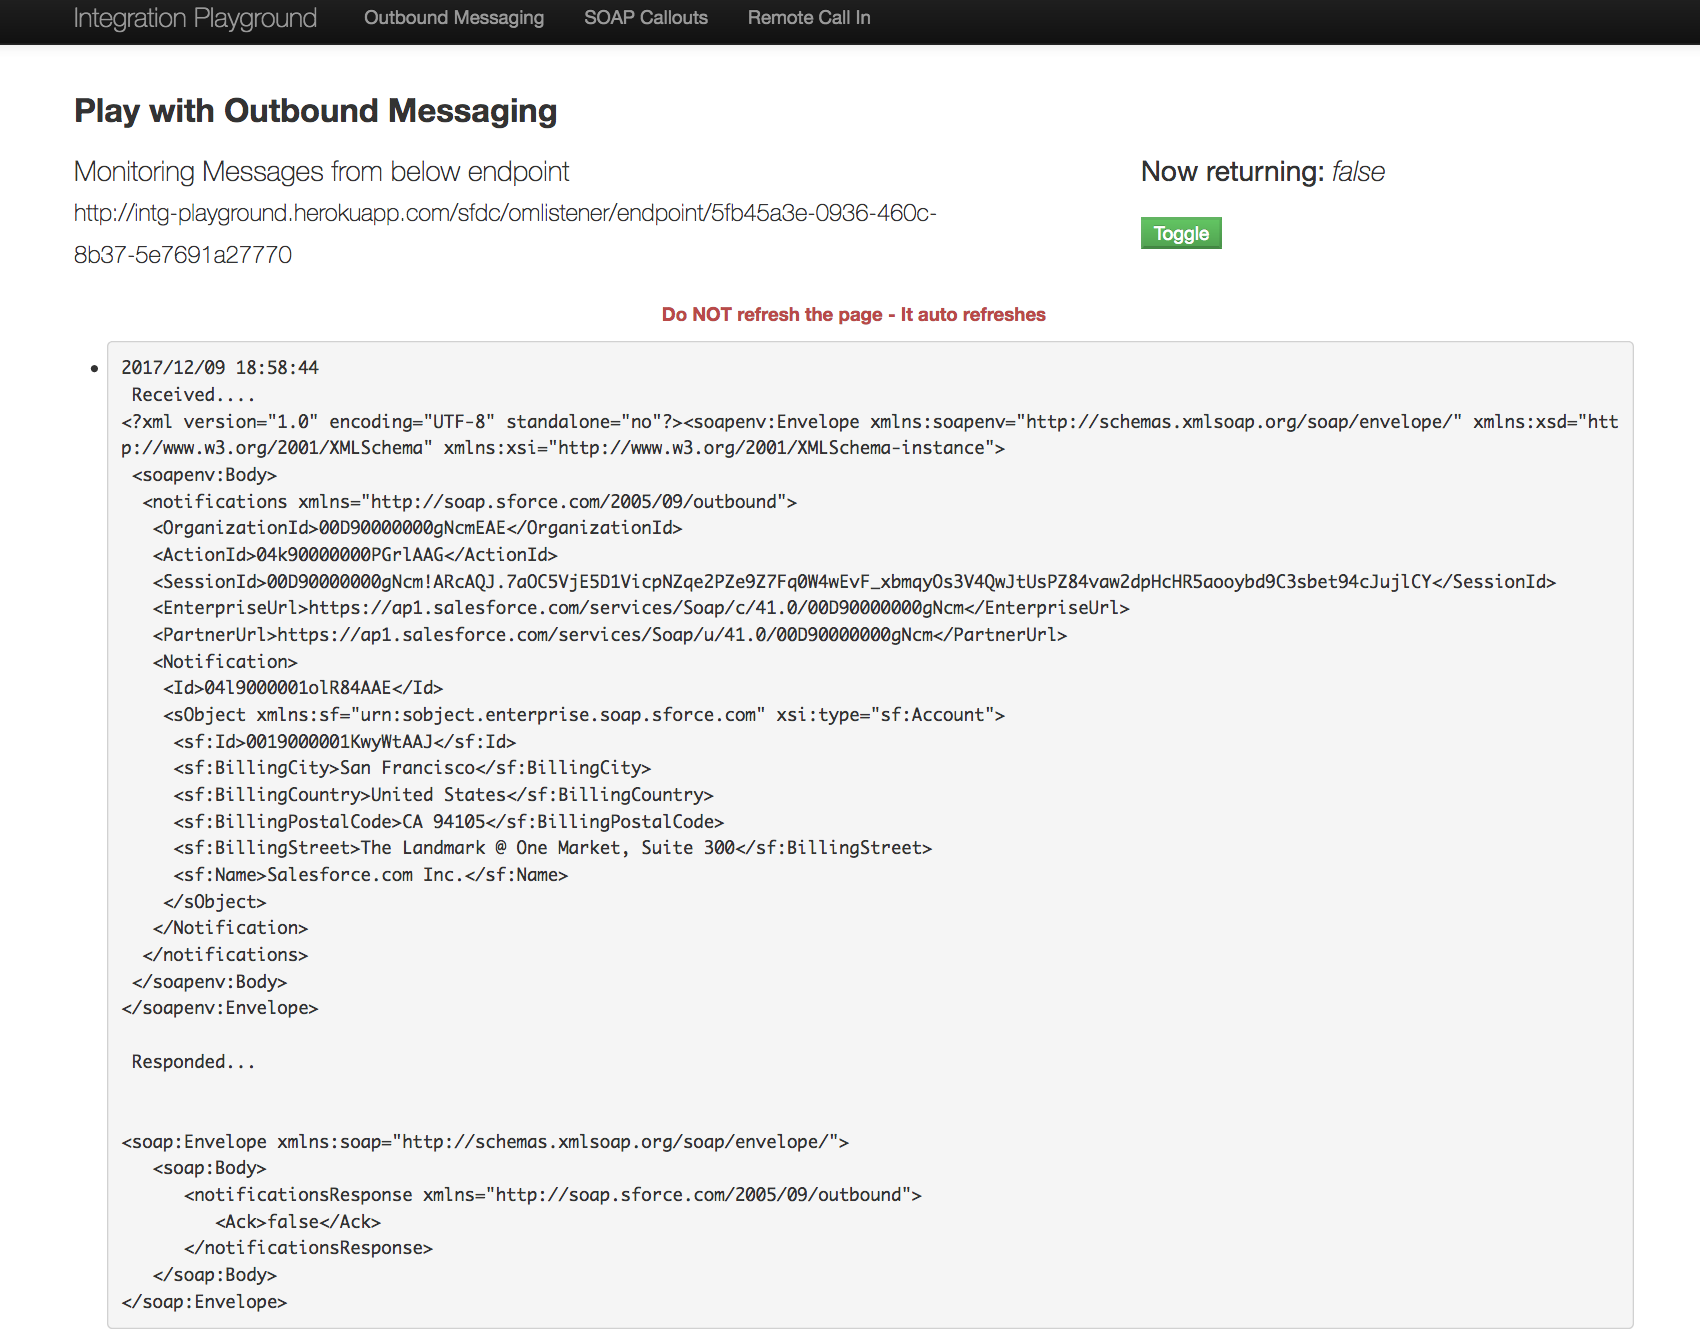 Integration Playground Outbound Messaging SOAP Callouts Remote Call In
Play with Outbound Messaging
Monitoring Messages from below endpoint
http://intg-playground.herokuapp.com/sfdc/omlistener/endpoint/5fb45a3e-0936-460c-
8b37-5e7691a27770
Now returning: false
Toggle
Do NOT refresh the page - It auto refreshes
2017/12/09 18:58:44
Received....
<?xml version="1.0" encoding="UTF-8" standalone="no"?><soapenv:Envelope xmlns:soapenv="http://schemas.xmlsoap.org/soap/envelope/" xmlns:xsd="htt
p://www.w3.org/2001/XMLSchema" xmlns:xsi="http://www.w3.org/2001/XMLSchema-instance">
<soapenv:Body>
<notifications xmlns="http://soap.sforce.com/2005/09/outbound">
<OrganizationId>00D90000000gNcmEAE</OrganizationId>
<ActionId>04k90000000PGrlAAG</ActionId>
<SessionId>00D90000000gNcm!ARcAQJ.7aOC5VjE5D1VicpNZqe2PZe9Z7Fq0W4wEvF_xbmqyOs3V4QwJtUsPZ84vaw2dpHcHR5aooybd9C3sbet94cJujlCY</SessionId>
<EnterpriseUrl>https://ap1.salesforce.com/services/Soap/c/41.0/00D90000000gNcm</EnterpriseUrl>
<PartnerUrl>https://ap1.salesforce.com/services/Soap/u/41.0/00D90000000gNcm</PartnerUrl>
<Notification>
<Id>04l9000001olR84AAE</Id>
<sObject xmlns:sf="urn:sobject.enterprise.soap.sforce.com" xsi:type="sf:Account">
<sf:Id>0019000001KwyWtAAJ</sf:Id>
<sf:BillingCity>San Francisco</sf:BillingCity>
<sf:BillingCountry>United States</sf:BillingCountry>
<sf:BillingPostalCode>CA 94105</sf:BillingPostalCode>
<sf:BillingStreet>The Landmark @ One Market, Suite 300</sf:BillingStreet>
<sf:Name>Salesforce.com Inc.</sf:Name>
</sObject>
</Notification>
</notifications>
</soapenv:Body>
</soapenv:Envelope>
Responded...
<soap:Envelope xmlns:soap="http://schemas.xmlsoap.org/soap/envelope/">
<soap:Body>
<notificationsResponse xmlns="http://soap.sforce.com/2005/09/outbound">
<Ack>false</Ack>
</notificationsResponse>
</soap:Body>
</soap:Envelope>